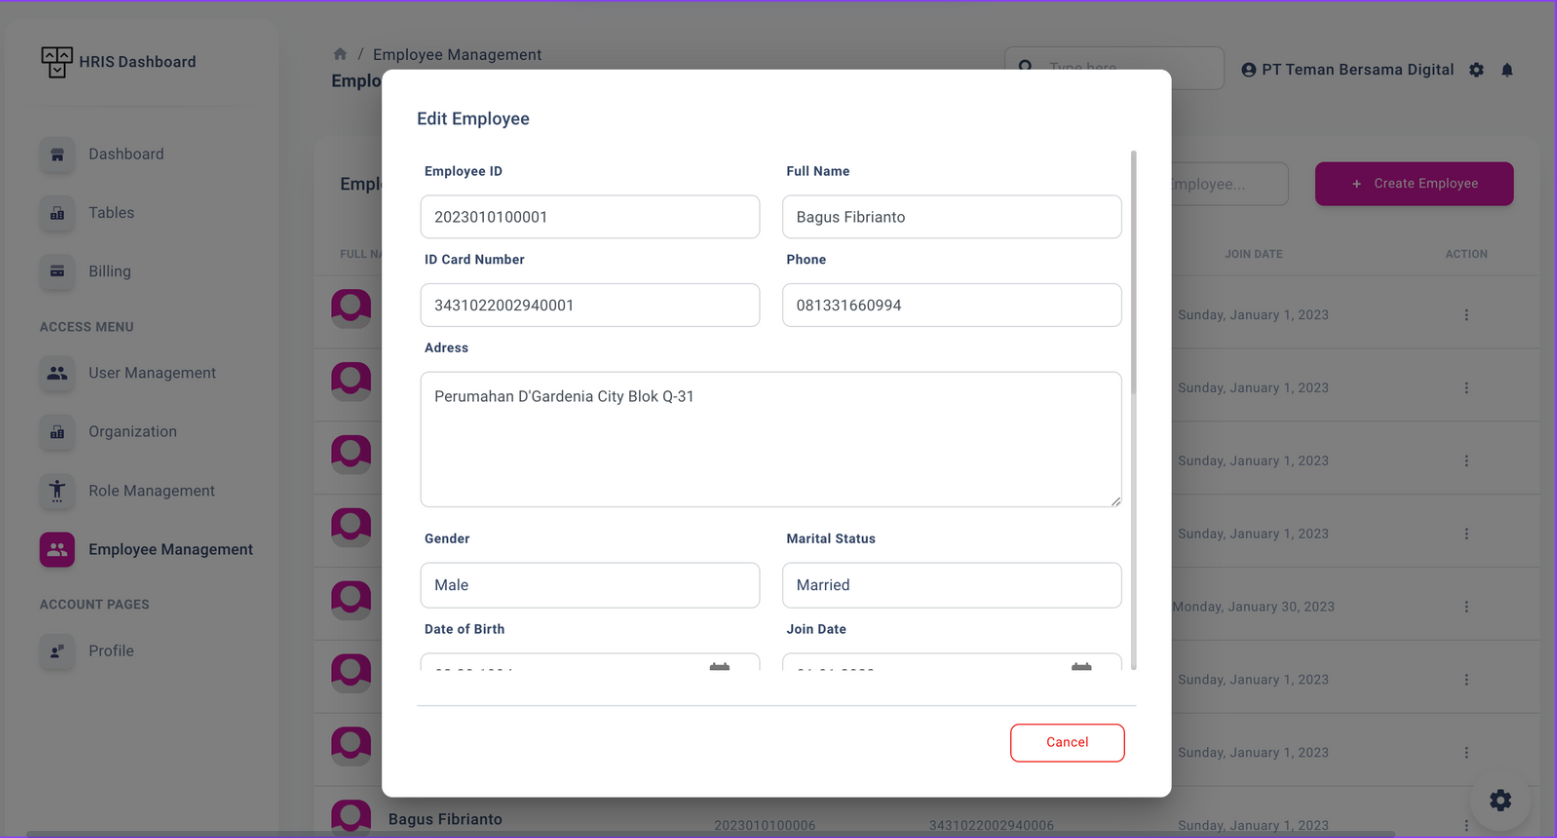 HRIS Dashboard
Dashboard
Tables
Billing
ACCESS MENU
User Management
Organization
Role Management
Employee Management
ACCOUNT PAGES
Profile
/ Employee Management
Emplo
Type here
PT Teman Bersama Digital
Empl
Employee...
+ Create Employee
FULL NA
JOIN DATE
ACTION
Sunday, January 1, 2023
Sunday, January 1, 2023
Sunday, January 1, 2023
Sunday, January 1, 2023
Monday, January 30, 2023
Sunday, January 1, 2023
Sunday, January 1, 2023
Bagus Fibrianto 2023010100006 3431022002940006 Sunday, January 1, 2023
Edit Employee
Employee ID
Full Name
2023010100001
Bagus Fibrianto
ID Card Number
Phone
3431022002940001
081331660994
Adress
Perumahan D'Gardenia City Blok Q-31
Gender
Marital Status
Male
Married
Date of Birth
Join Date
Cancel